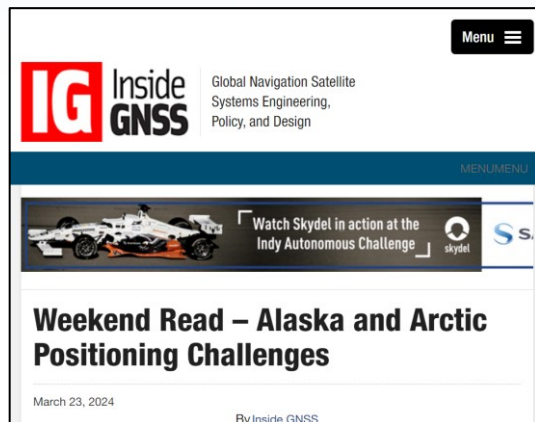 Menu
IG Inside GNSS
Global Navigation Satellite
Systems Engineering,
Policy, and Design
MENUMENU
Watch Skydel in action at the
Indy Autonomous Challenge
skydel
Weekend Read – Alaska and Arctic
Positioning Challenges
March 23, 2024
By Inside GNSS